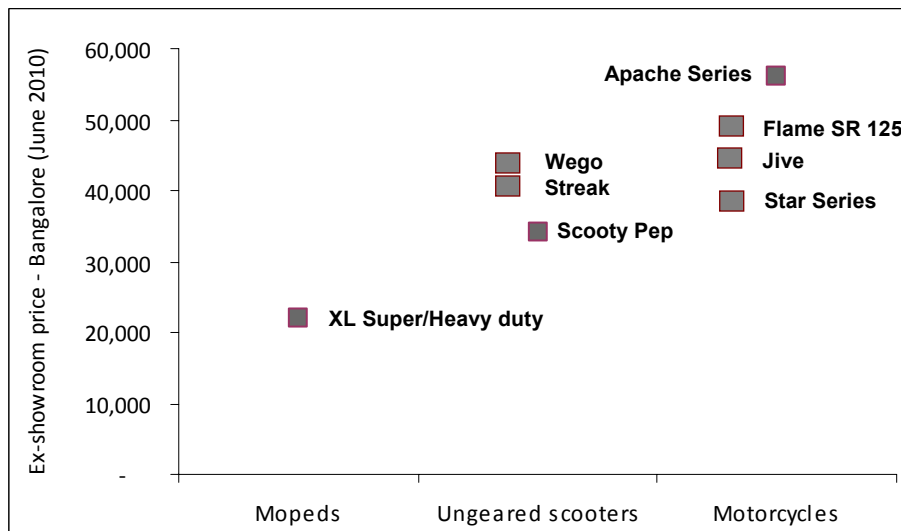 Ex-showroom price - Bangalore (June 2010)
60,000
50,000
40,000
30,000
20,000
10,000
-
Apache Series
Flame SR 125
Wego
Jive
Streak
Star Series
Scooty Pep
XL Super/Heavy duty
Mopeds
Ungeared scooters
Motorcycles